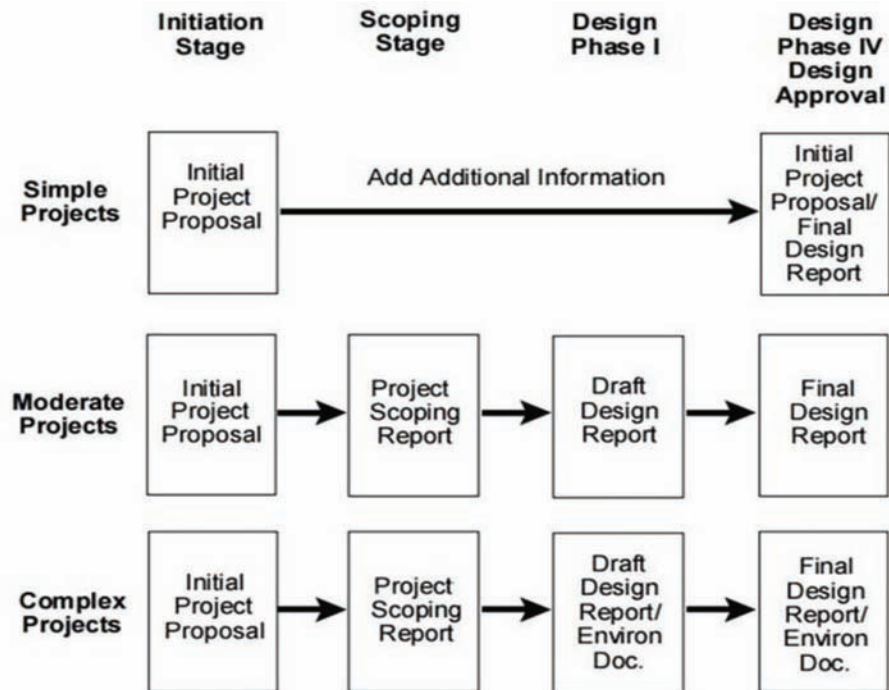 Initiation
Stage
Scoping
Stage
Design
Phase I
Design
Phase IV
Design
Approval
Simple
Projects
Initial
Project
Proposal
Add Additional Information
Initial
Project
Proposal/
Final
Design
Report
Moderate
Projects
Initial
Project
Proposal
Project
Scoping
Report
Draft
Design
Report
Final
Design
Report
Complex
Projects
Initial
Project
Proposal
Project
Scoping
Report
Draft
Design
Report/
Environ
Doc.
Final
Design
Report/
Environ
Doc.